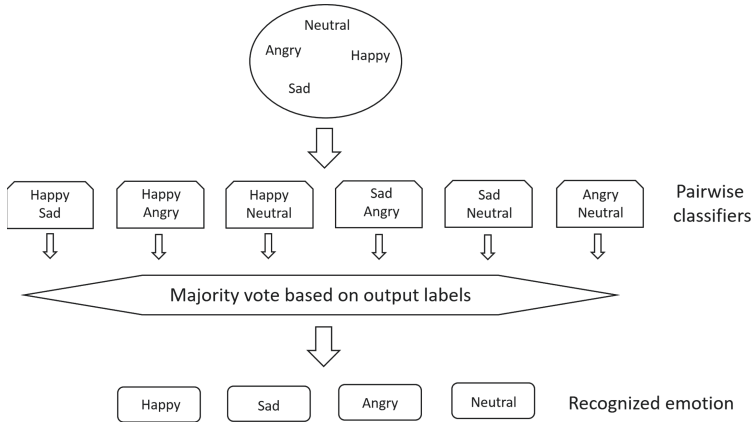 Neutral
Angry
Happy
Sad
Happy
Sad
Happy
Angry
Happy
Neutral
Sad
Angry
Sad
Neutral
Angry
Neutral
Pairwise
classifiers
Majority vote based on output labels
Happy
Sad
Angry
Neutral
Recognized emotion